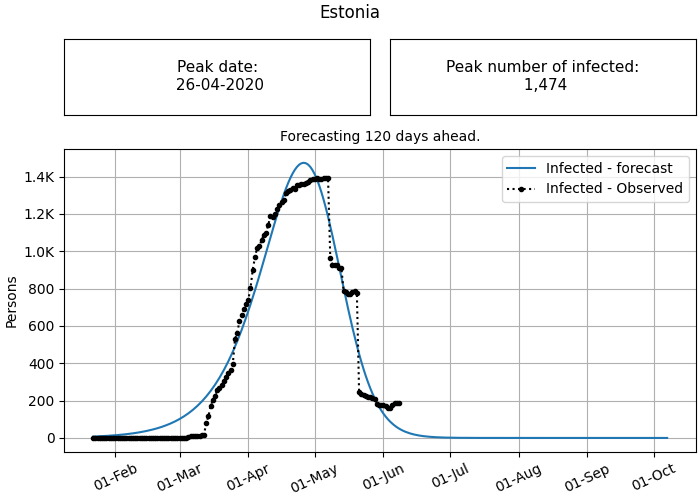 Estonia
Peak date:
26-04-2020
Peak number of infected:
1,474
Forecasting 120 days ahead.
Infected - forecast
Infected - Observed
1.4K
1.2K
1.0K
800
600
400
200
0
Persons
01-Feb
01-Mar
01-Apr
01-May
01-Jun
01-Jul
01-Aug
01-Sep
01-Oct